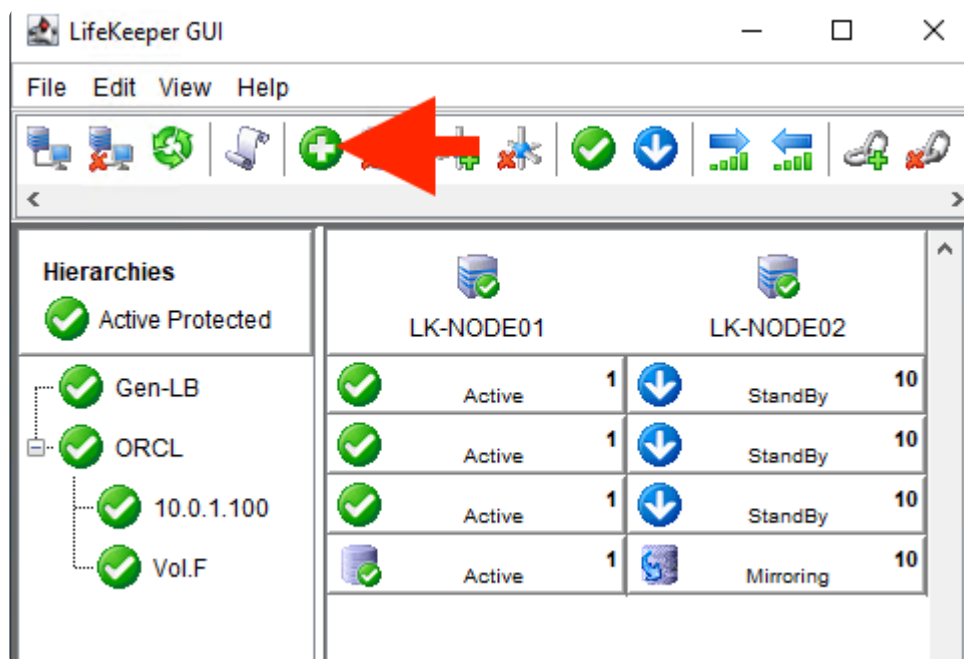 LifeKeeper GUI
File Edit View Help
Hierarchies
Active Protected
LK-NODE01 LK-NODE02
Gen-LB Active 1 StandBy 10
ORCL Active 1 StandBy 10
10.0.1.100 Active 1 StandBy 10
Vol.F Active 1 Mirroring 10